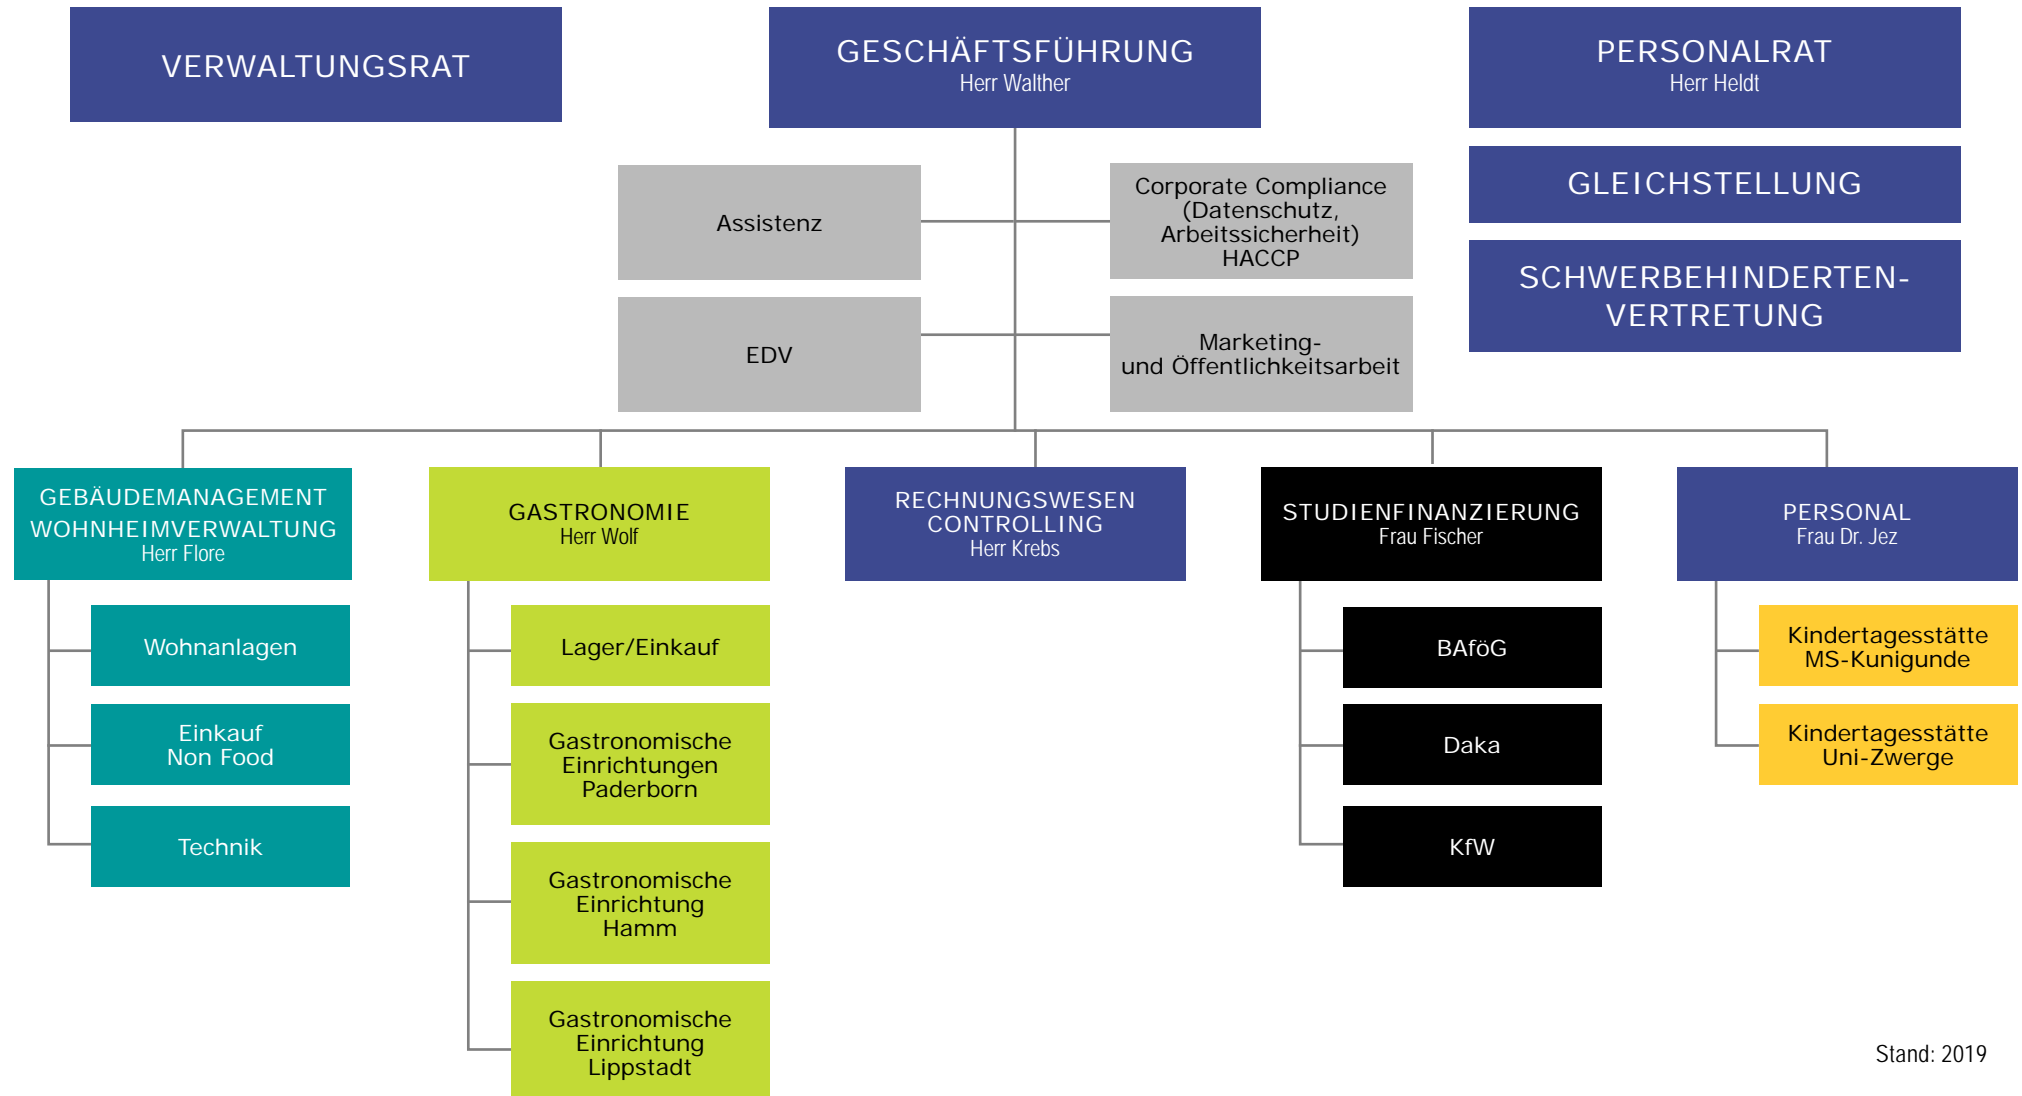 VERWALTUNGSRAT
GESCHÄFTSFÜHRUNG
Herr Walther
PERSONALRAT
Herr Heldt
GLEICHSTELLUNG
SCHWERBEHINDERTEN-
VERTRETUNG
Assistenz
Corporate Compliance
(Datenschutz,
Arbeitssicherheit)
HACCP
EDV
Marketing-
und Öffentlichkeitsarbeit
GEBÄUDEMANAGEMENT
WOHNHEIMVERWALTUNG
Herr Flore
Wohnanlagen
Einkauf
Non Food
Technik
GASTRONOMIE
Herr Wolf
Lager/Einkauf
Gastronomische
Einrichtungen
Paderborn
Gastronomische
Einrichtung
Hamm
Gastronomische
Einrichtung
Lippstadt
RECHNUNGSWESEN
CONTROLLING
Herr Krebs
STUDIENFINANZIERUNG
Frau Fischer
BAföG
Daka
KfW
PERSONAL
Frau Dr. Jez
Kindertagesstätte
MS-Kunigunde
Kindertagesstätte
Uni-Zwerge
Stand: 2019